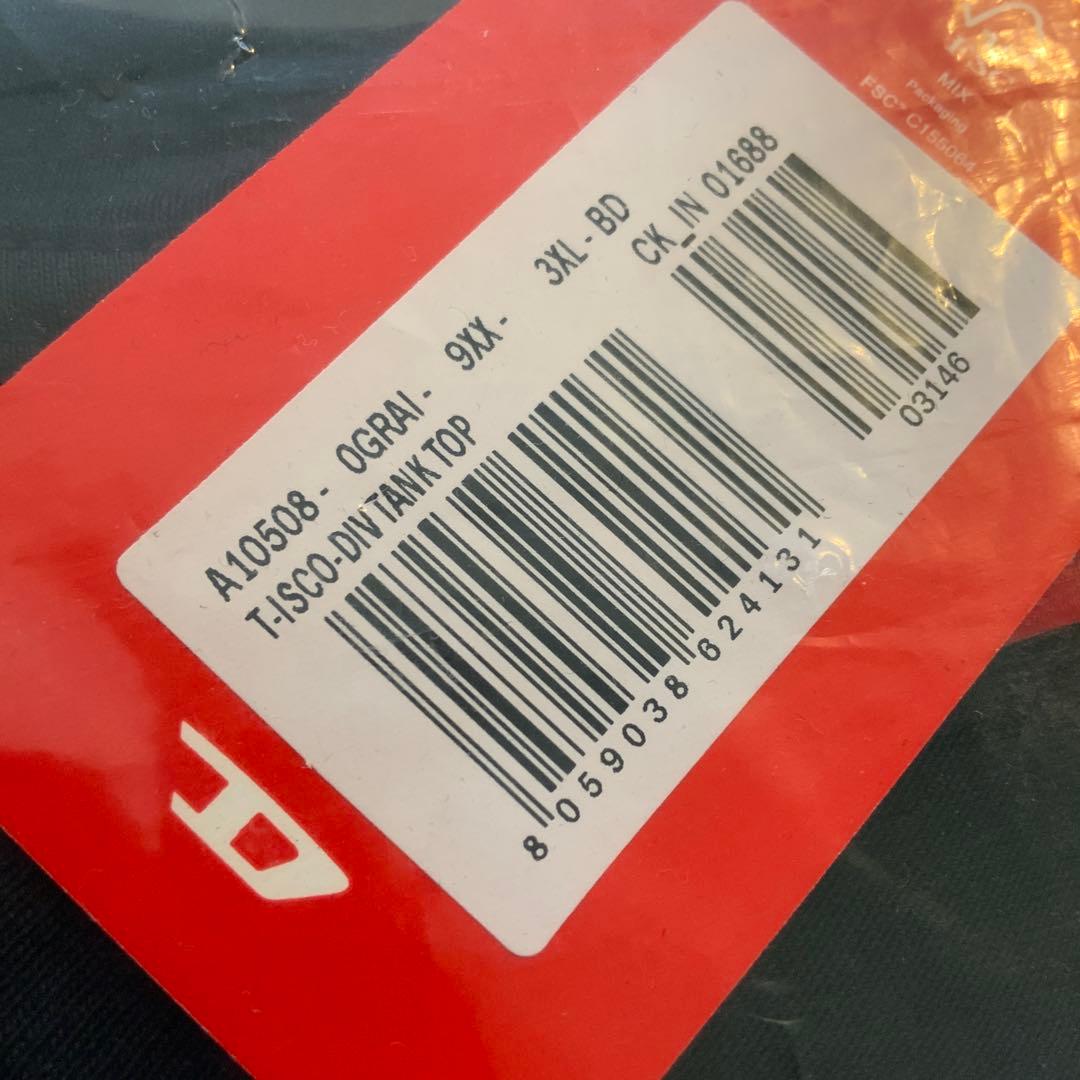 FSC
MIX
Packaging
FSC™ C155064
A10508 - 0GRAI - 9XX - 3XL - BD
T-ISCO-DIV TANK TOP
CK_IN 01688
03146
8 059038 624131
D